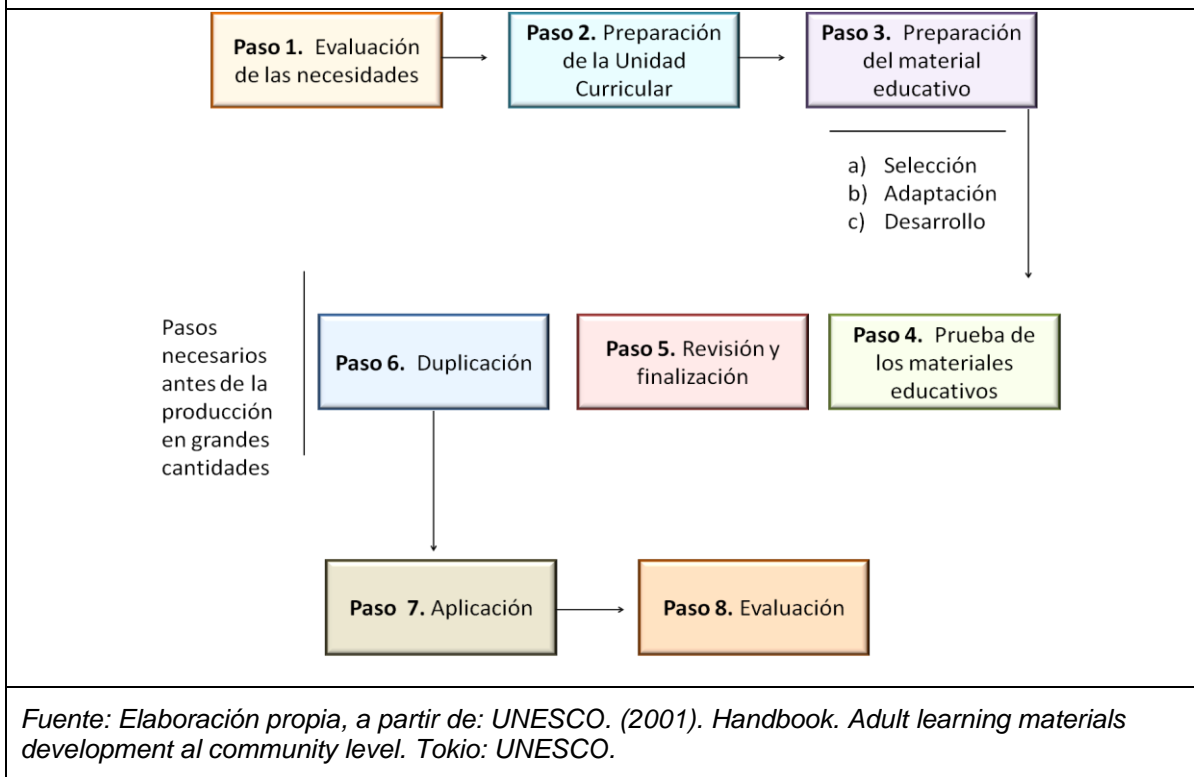 Paso 1. Evaluación
de las necesidades
Paso 2. Preparación
de la Unidad
Curricular
Paso 3. Preparación
del material
educativo
a) Selección
b) Adaptación
c) Desarrollo
Pasos
necesarios
antes de la
producción
en grandes
cantidades
Paso 6. Duplicación
Paso 5. Revisión y
finalización
Paso 4. Prueba de
los materiales
educativos
Paso 7. Aplicación
Paso 8. Evaluación
Fuente: Elaboración propia, a partir de: UNESCO. (2001). Handbook. Adult learning materials
development al community level. Tokio: UNESCO.